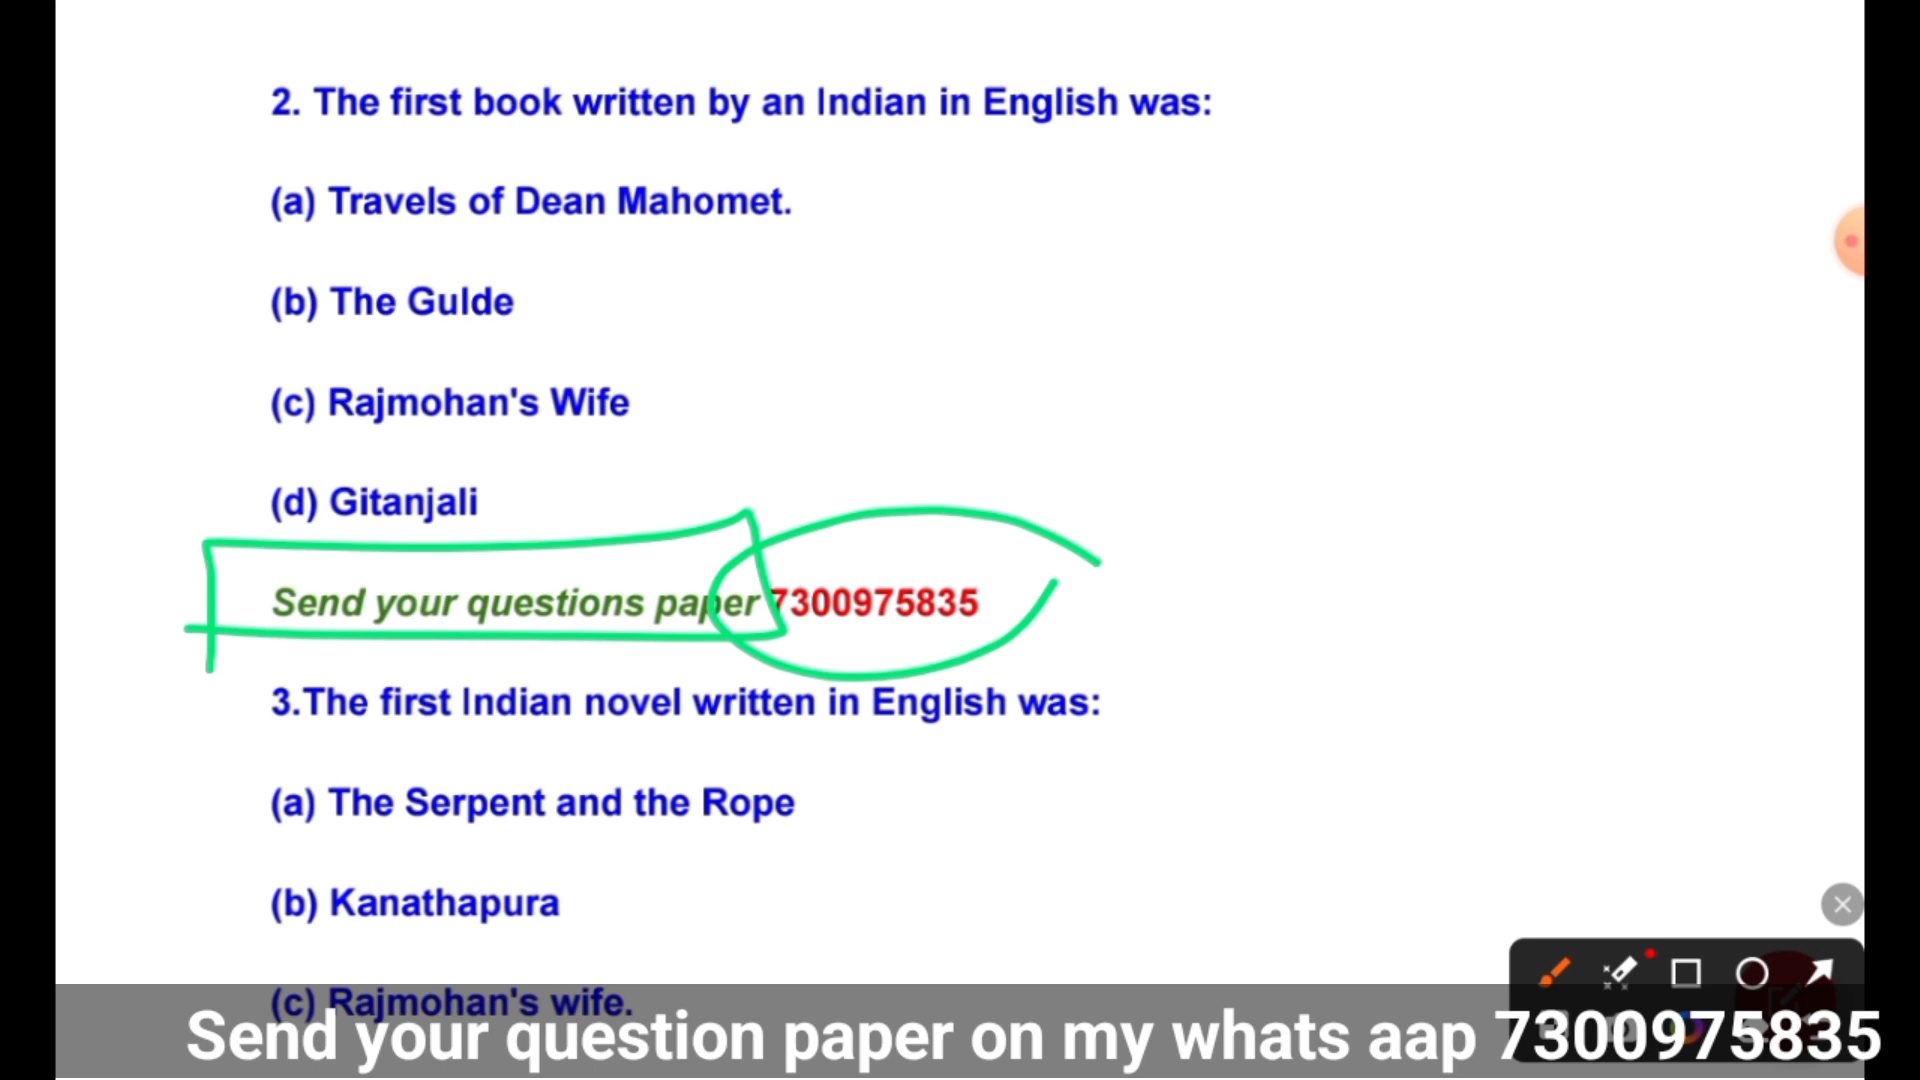 2. The first book written by an Indian in English was:
(a) Travels of Dean Mahomet.
(b) The Gulde
(c) Rajmohan's Wife
(d) Gitanjali
Send your questions paper 7300975835
3.The first Indian novel written in English was:
(a) The Serpent and the Rope
(b) Kanathapura
(c) Rajmohan's wife.
Send your question paper on my whats aap 7300975835